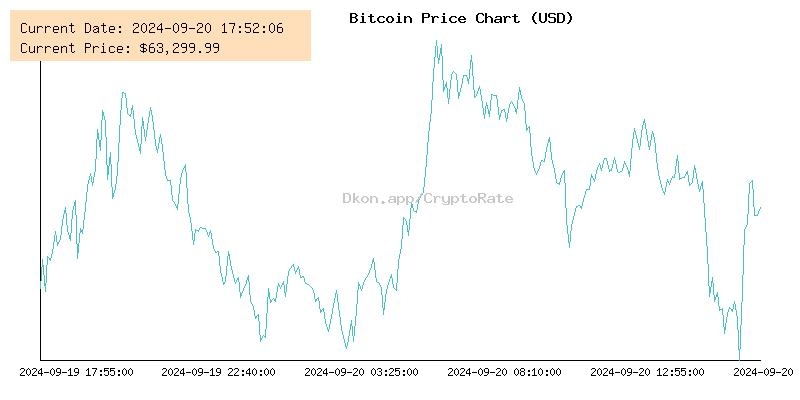 Bitcoin Price Chart (USD)
Current Date: 2024-09-20 17:52:06
Current Price: $63,299.99
Dkon.app/CryptoRate
2024-09-19 17:55:00 2024-09-19 22:40:00 2024-09-20 03:25:00 2024-09-20 08:10:00 2024-09-20 12:55:00 2024-09-20